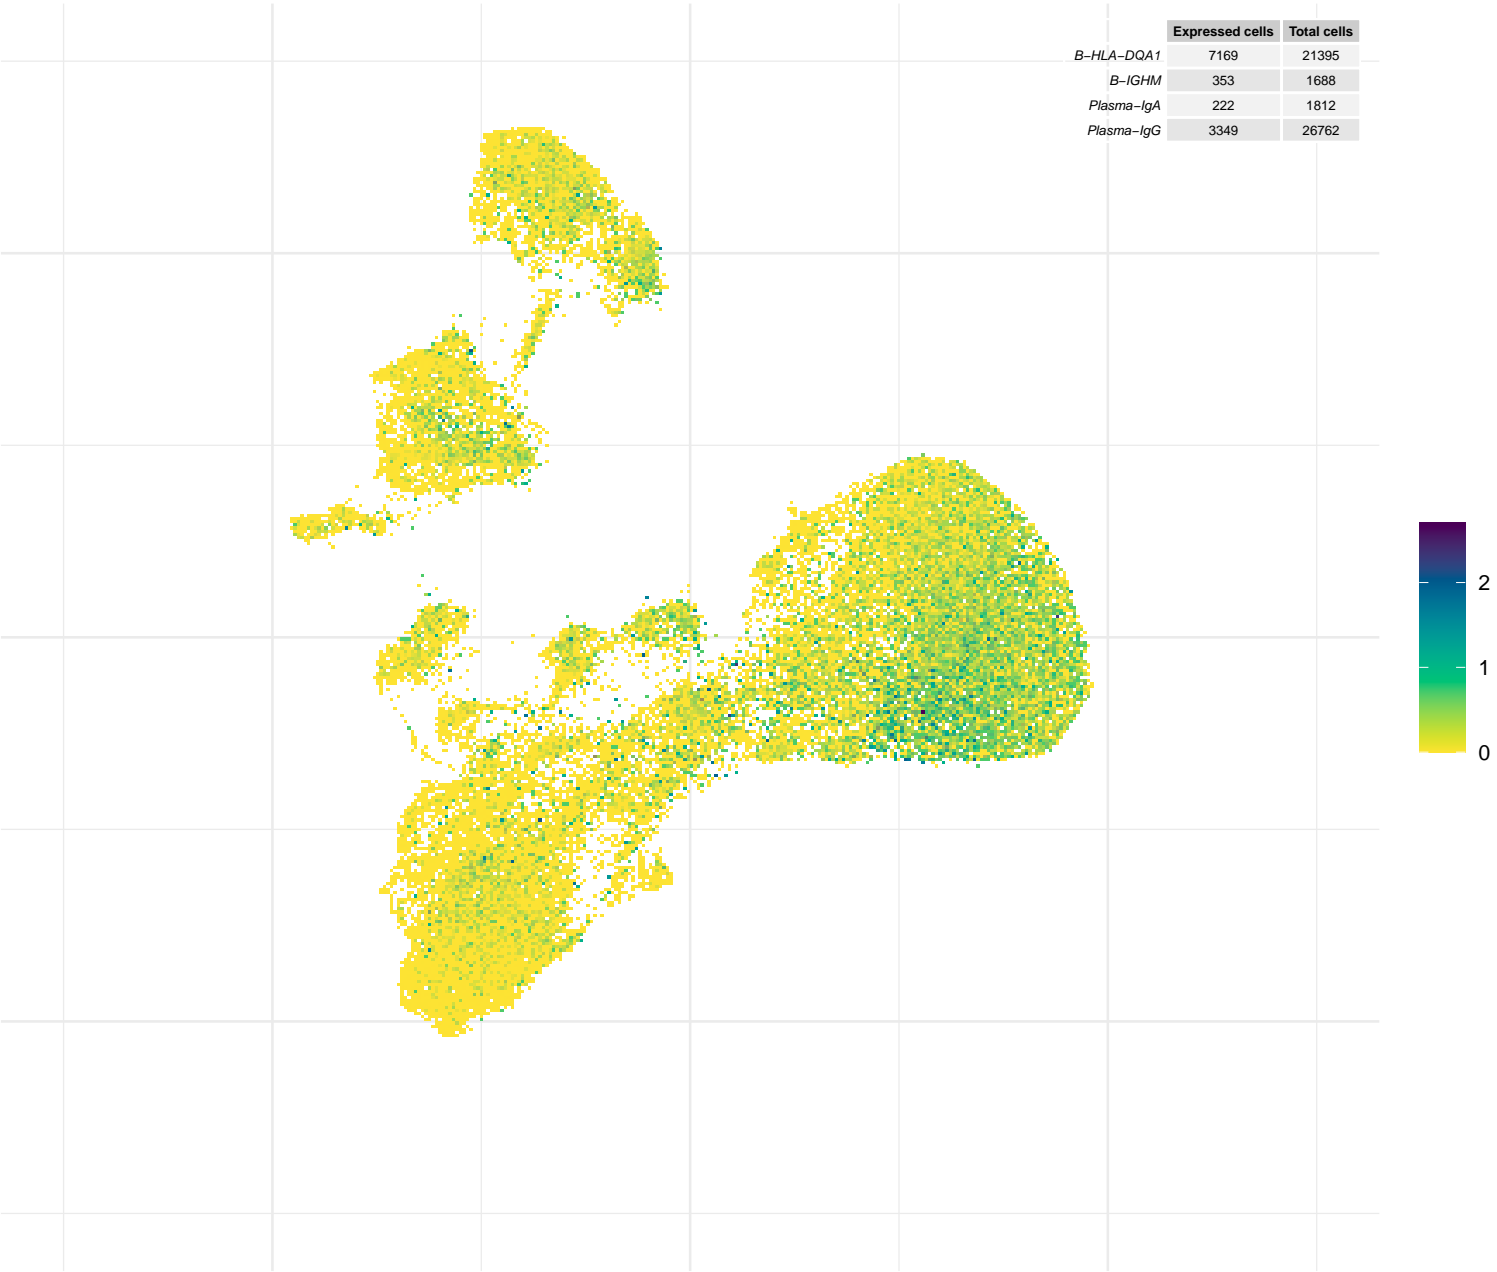 Expressed cells Total cells
B−HLA−DQA1 7169 21395
B−IGHM 353 1688
Plasma−IgA 222 1812
Plasma−IgG 3349 26762
2
1
0